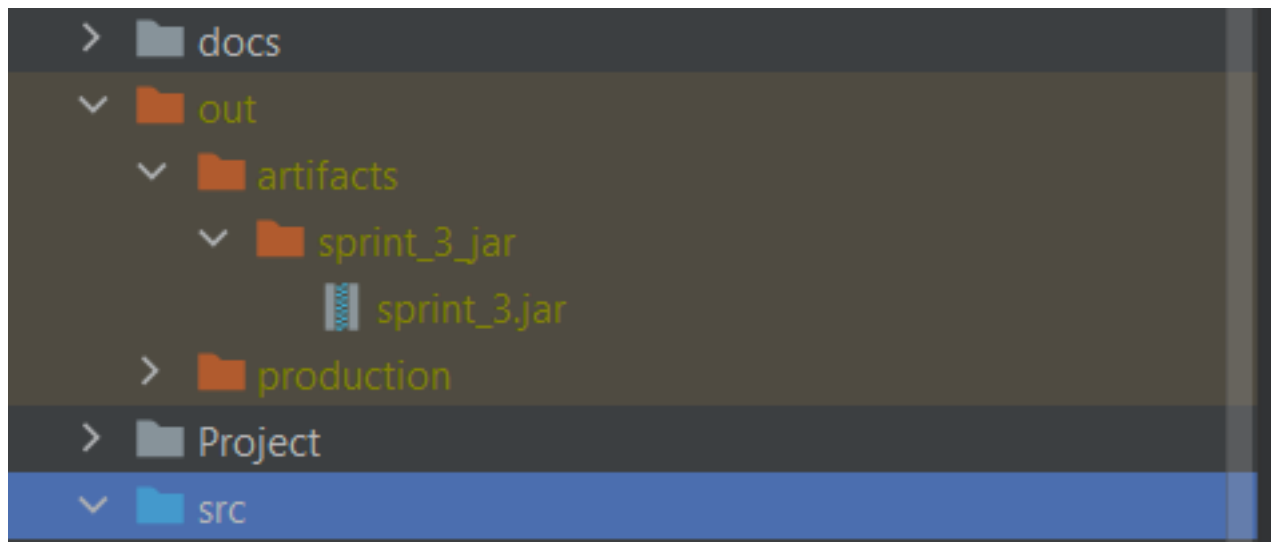 docs
out
artifacts
sprint_3_jar
sprint_3.jar
production
Project
src